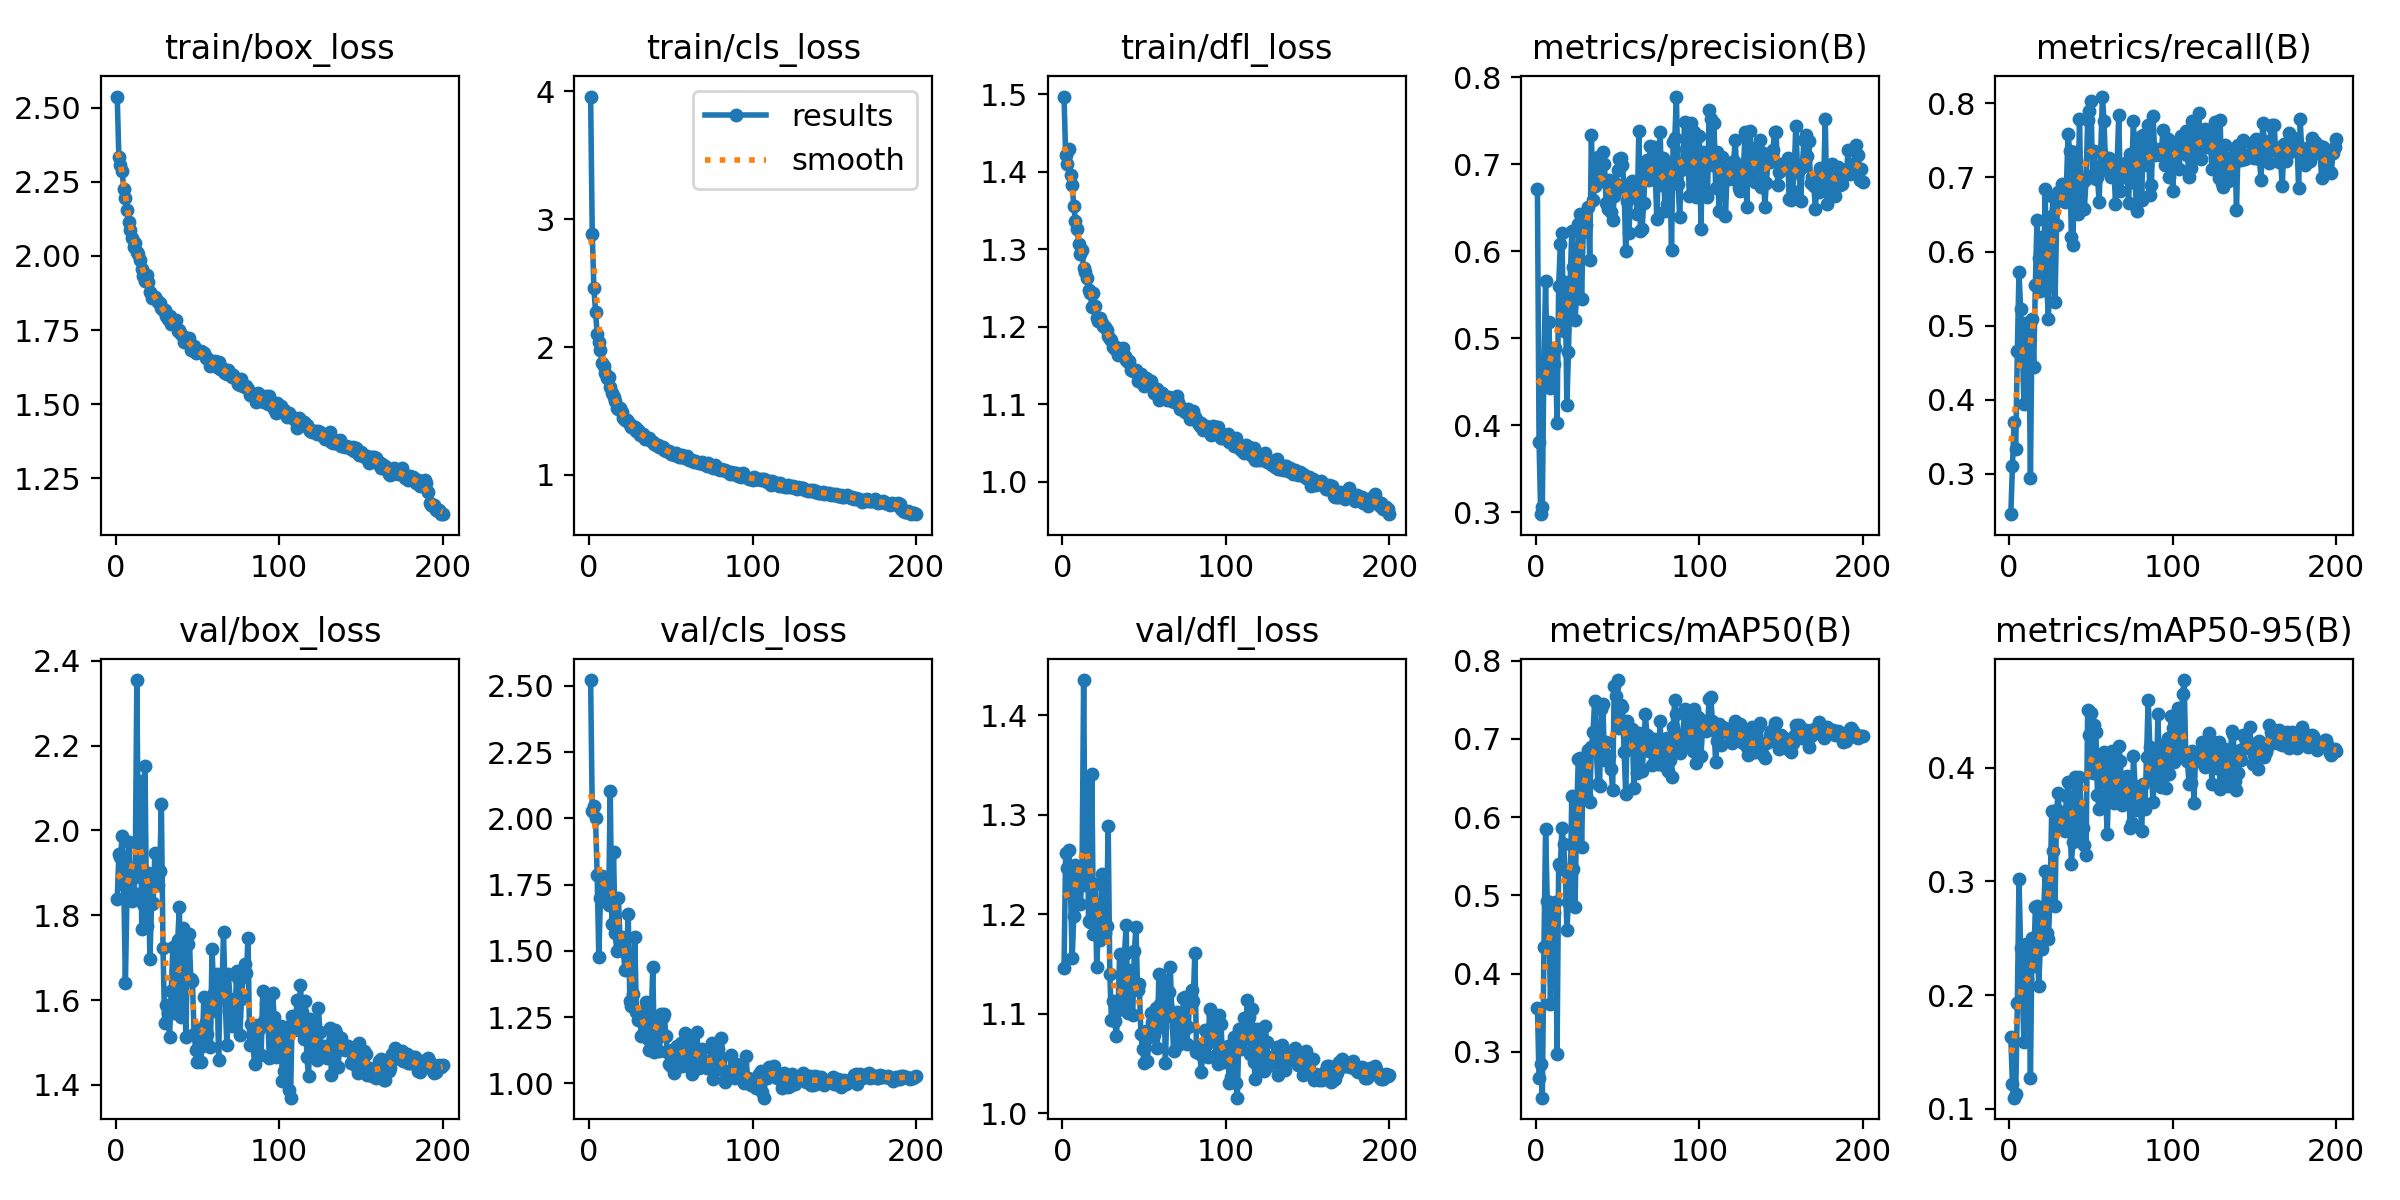 train/box_loss
2.50
2.25
2.00
1.75
1.50
1.25
0 100 200
train/cls_loss
results
smooth
4
3
2
1
0 100 200
train/dfl_loss
1.5
1.4
1.3
1.2
1.1
1.0
0 100 200
metrics/precision(B)
0.8
0.7
0.6
0.5
0.4
0.3
0 100 200
metrics/recall(B)
0.8
0.7
0.6
0.5
0.4
0.3
0 100 200
val/box_loss
2.4
2.2
2.0
1.8
1.6
1.4
0 100 200
val/cls_loss
2.50
2.25
2.00
1.75
1.50
1.25
1.00
0 100 200
val/dfl_loss
1.4
1.3
1.2
1.1
1.0
0 100 200
metrics/mAP50(B)
0.8
0.7
0.6
0.5
0.4
0.3
0 100 200
metrics/mAP50-95(B)
0.4
0.3
0.2
0.1
0 100 200